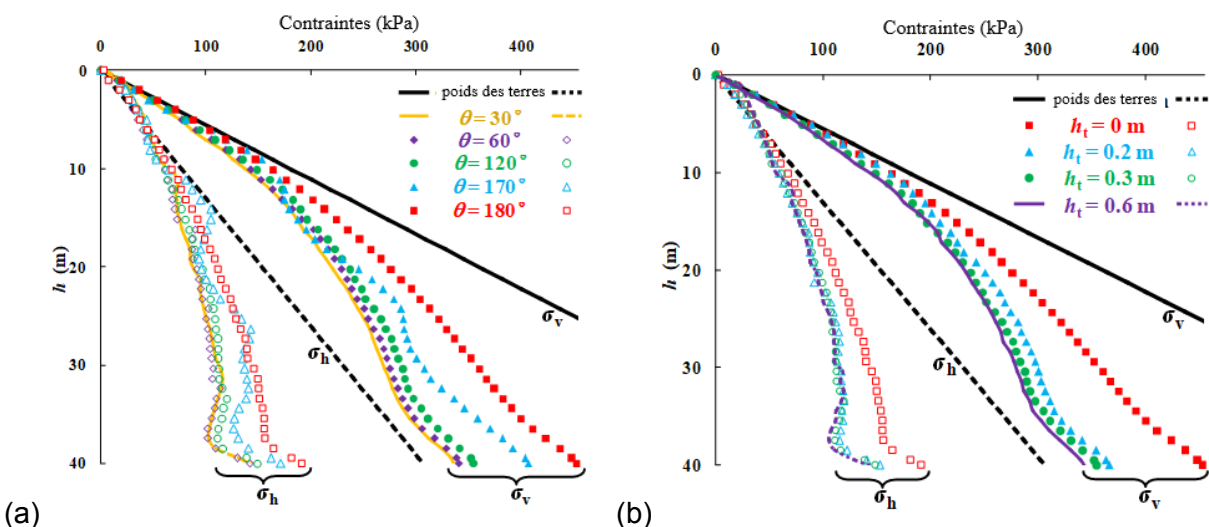 Contraintes (kPa)
0 100 200 300 400
0
10
20
30
40
h (m)
poids des terres
θ = 30°
θ = 60°
θ = 120°
θ = 170°
θ = 180°
σv
σh
σh
σv
(a)
Contraintes (kPa)
0 100 200 300 400
0
10
20
30
40
h (m)
poids des terres
ht = 0 m
ht = 0.2 m
ht = 0.3 m
ht = 0.6 m
σv
σh
σh
σv
(b)